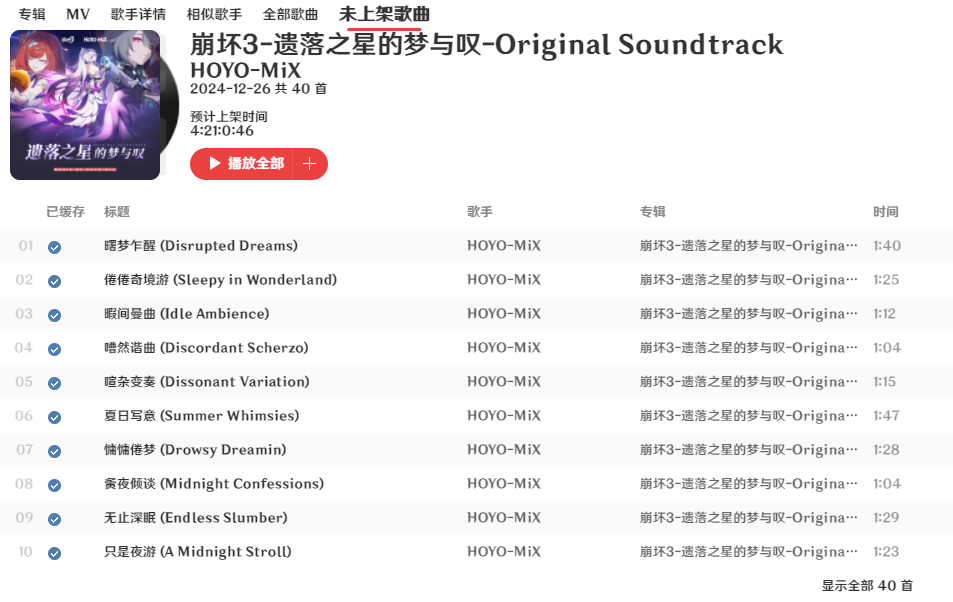 专辑 MV 歌手详情 相似歌手 全部歌曲 未上架歌曲
崩坏3-遗落之星的梦与叹-Original Soundtrack
HOYO-MiX
2024-12-26 共 40 首
预计上架时间
4:21:0:46
播放全部
HOYO-MiX
遗落之星的梦与叹
已缓存 标题 歌手 专辑 时间
01 曙梦乍醒 (Disrupted Dreams) HOYO-MiX 崩坏3-遗落之星的梦与叹-Origina··· 1:40
02 倦倦奇境游 (Sleepy in Wonderland) HOYO-MiX 崩坏3-遗落之星的梦与叹-Origina··· 1:25
03 暇间曼曲 (Idle Ambience) HOYO-MiX 崩坏3-遗落之星的梦与叹-Origina··· 1:12
04 嘈然谐曲 (Discordant Scherzo) HOYO-MiX 崩坏3-遗落之星的梦与叹-Origina··· 1:04
05 喧杂变奏 (Dissonant Variation) HOYO-MiX 崩坏3-遗落之星的梦与叹-Origina··· 1:15
06 夏日写意 (Summer Whimsies) HOYO-MiX 崩坏3-遗落之星的梦与叹-Origina··· 1:47
07 慵慵倦梦 (Drowsy Dreamin) HOYO-MiX 崩坏3-遗落之星的梦与叹-Origina··· 1:28
08 夤夜倾谈 (Midnight Confessions) HOYO-MiX 崩坏3-遗落之星的梦与叹-Origina··· 1:04
09 无止深眠 (Endless Slumber) HOYO-MiX 崩坏3-遗落之星的梦与叹-Origina··· 1:29
10 只是夜游 (A Midnight Stroll) HOYO-MiX 崩坏3-遗落之星的梦与叹-Origina··· 1:23
显示全部 40 首